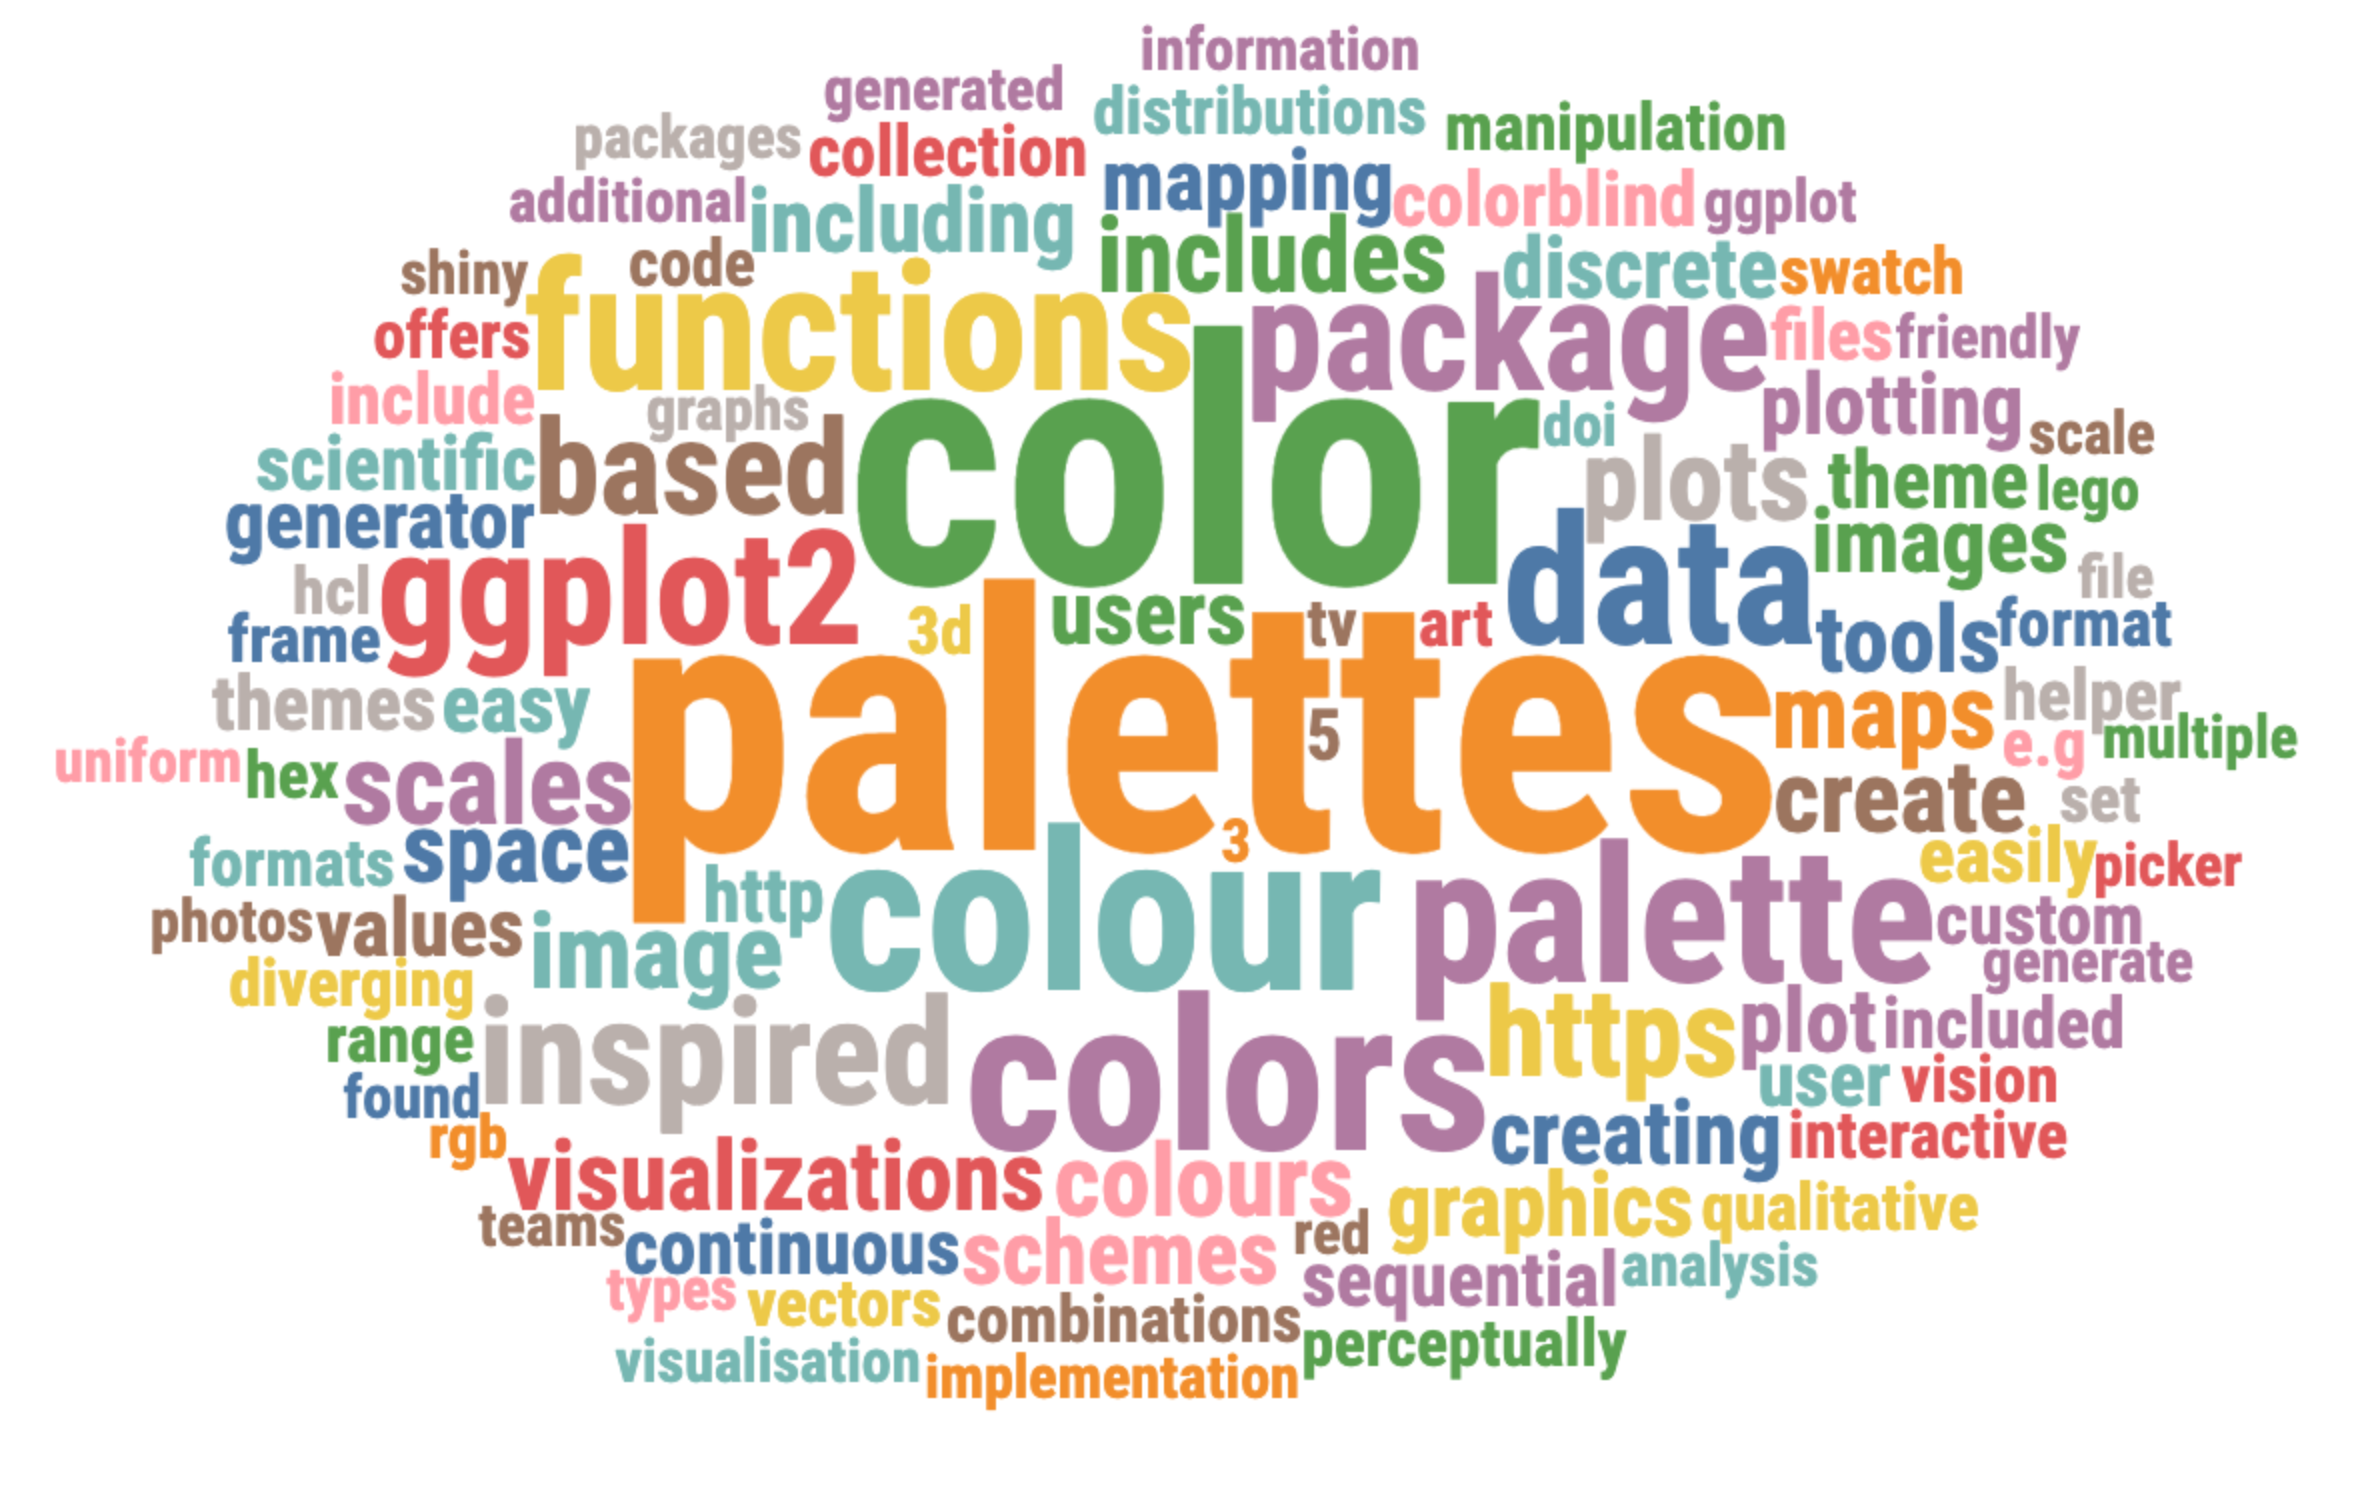 information
generated
distributions
manipulation
packages
collection
mapping
colorblind
ggplot
additional
including
includes
code
shiny
discrete
swatch
functions
package
offers
files
friendly
include
graphs
color
doi
plotting
scale
scientific
based
plots
theme
lego
generator
images
hcl
ggplot2
data
file
frame
3d
users
tv
art
tools
format
themes
easy
palettes
5
maps
helper
uniform
hex
scales
e.g
multiple
create
set
formats
space
3
easily
picker
http
colour
palette
photos
values
image
custom
diverging
generate
range
inspired
colors
https
plot
included
found
user
vision
rgb
creating
interactive
visualizations
colours
graphics
qualitative
teams
continuous
schemes
red
sequential
analysis
types
vectors
combinations
perceptually
visualisation
implementation